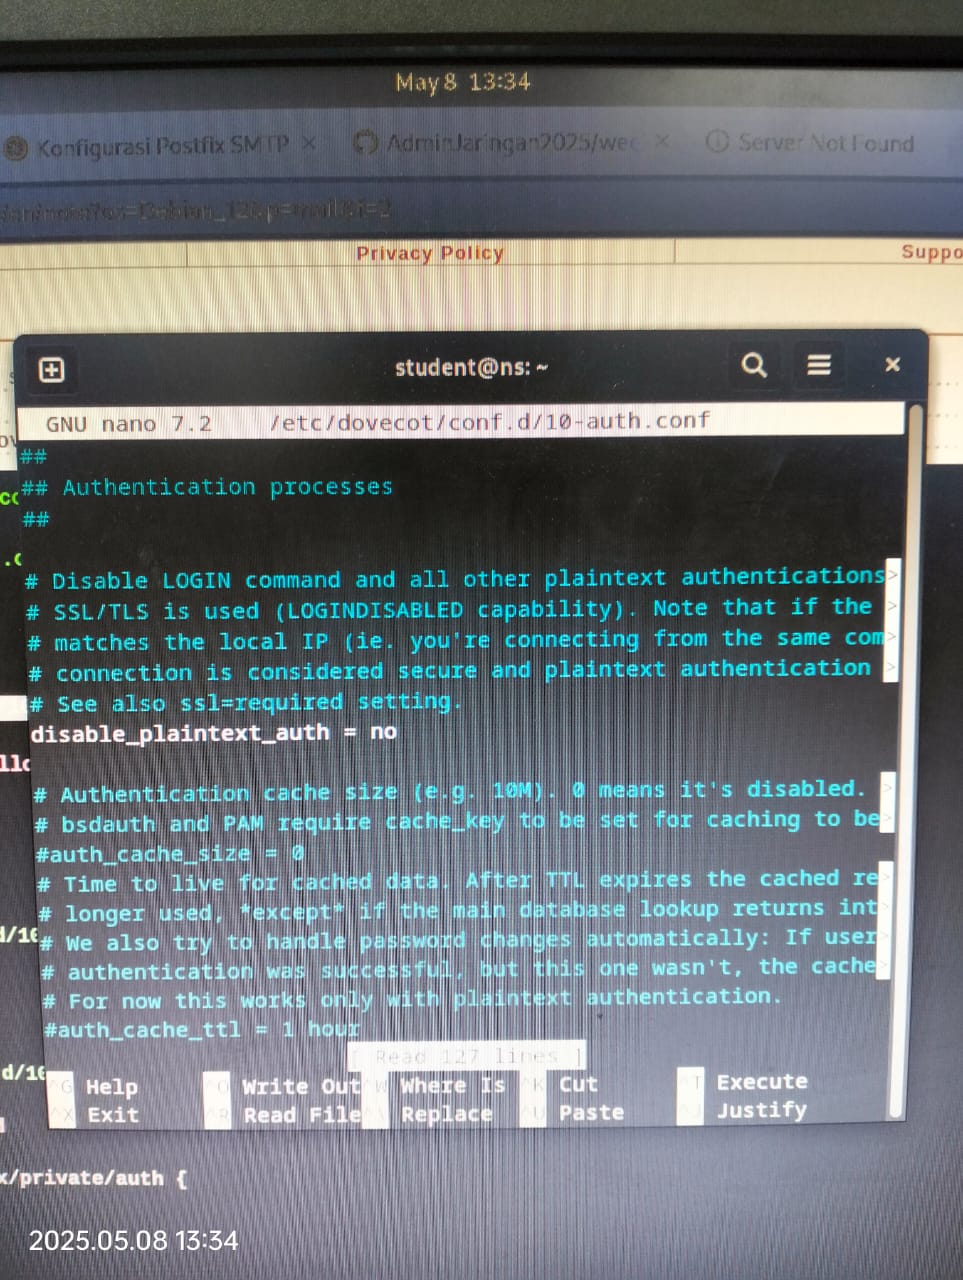 May 8 13:34
Konfigurasi Postfix SMTP ×
AdminJaringan2025/wee ×
Server Not Found
Privacy Policy
Suppo
student@ns: ~
GNU nano 7.2 /etc/dovecot/conf.d/10-auth.conf
##
## Authentication processes
##
# Disable LOGIN command and all other plaintext authentications>
# SSL/TLS is used (LOGINDISABLED capability). Note that if the >
# matches the local IP (ie. you're connecting from the same com>
# connection is considered secure and plaintext authentication >
# See also ssl=required setting.
disable_plaintext_auth = no
# Authentication cache size (e.g. 10M). 0 means it's disabled. >
# bsdauth and PAM require cache_key to be set for caching to be>
#auth_cache_size = 0
# Time to live for cached data. After TTL expires the cached re>
# longer used, *except* if the main database lookup returns int>
# We also try to handle password changes automatically: If user>
# authentication was successful, but this one wasn't, the cache>
# For now this works only with plaintext authentication.
#auth_cache_ttl = 1 hour
[ Read 127 lines ]
^G Help ^O Write Out ^W Where Is ^K Cut ^T Execute
^X Exit ^R Read File ^\ Replace ^U Paste ^J Justify
d/10
x/private/auth {
2025.05.08 13:34